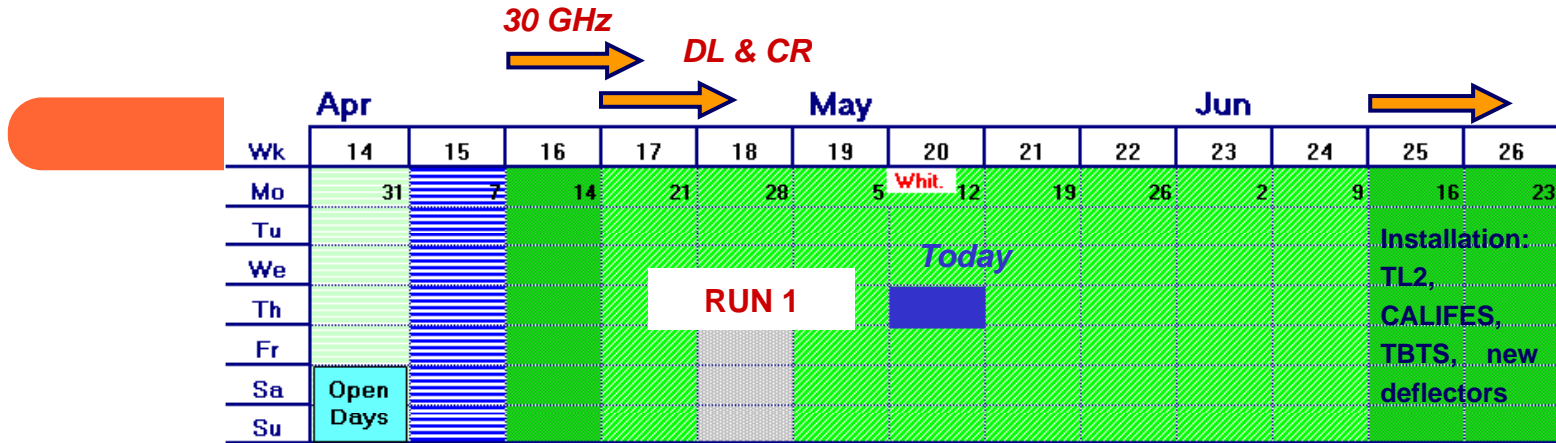 30 GHz
DL & CR
Apr May Jun
Wk 14 15 16 17 18 19 20 21 22 23 24 25 26
Mo 31 7 14 21 28 5 Whit. 12 19 26 2 9 16 23
Tu
We
Th
Fr
Sa
Su
Today
RUN 1
Open
Days
Installation:
TL2,
CALIFES,
TBTS, new
deflectors